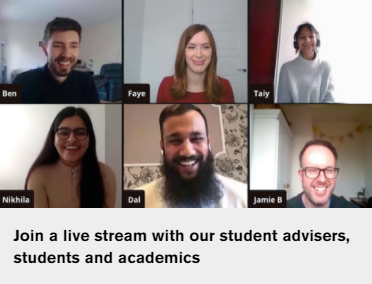 Ben
Faye
Taiy
Nikhila
Dal
Jamie B
Join a live stream with our student advisers,
students and academics